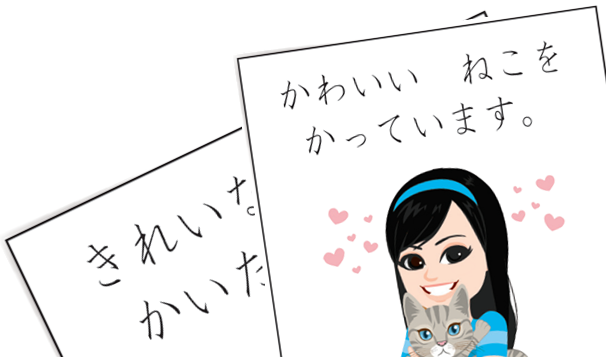 かわいい　ねこを
かっています。
きれいな
かいた